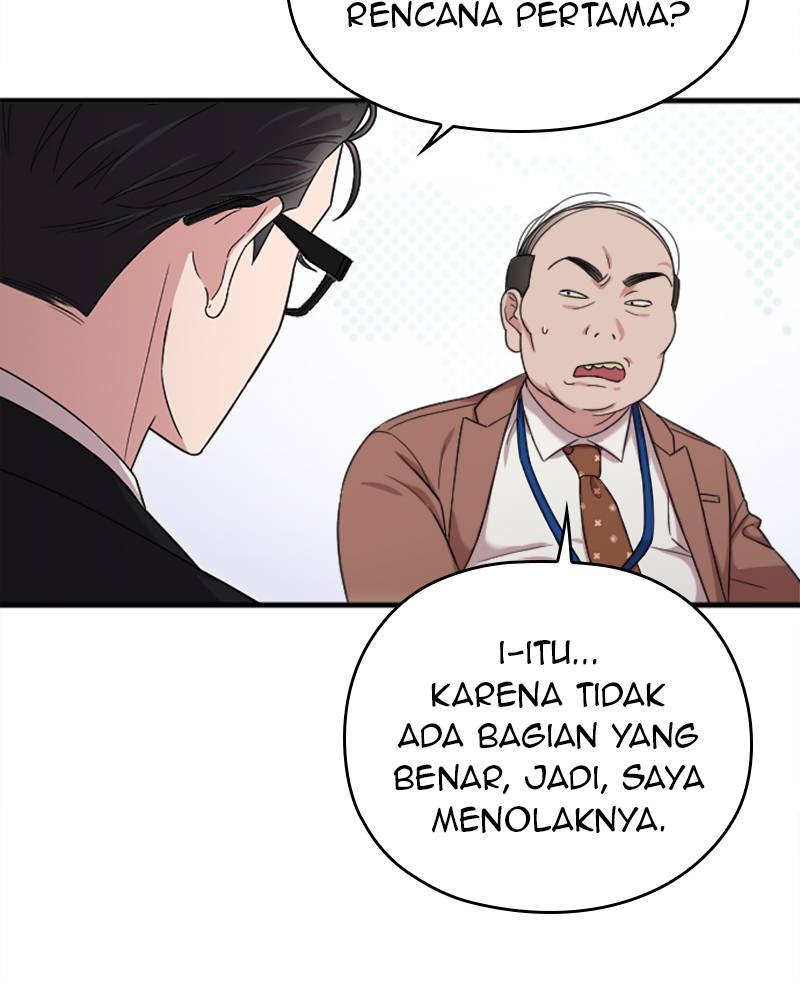 RENCANA PERTAMA?
I-ITU...
KARENA TIDAK
ADA BAGIAN YANG
BENAR, JADI, SAYA
MENOLAKNYA.